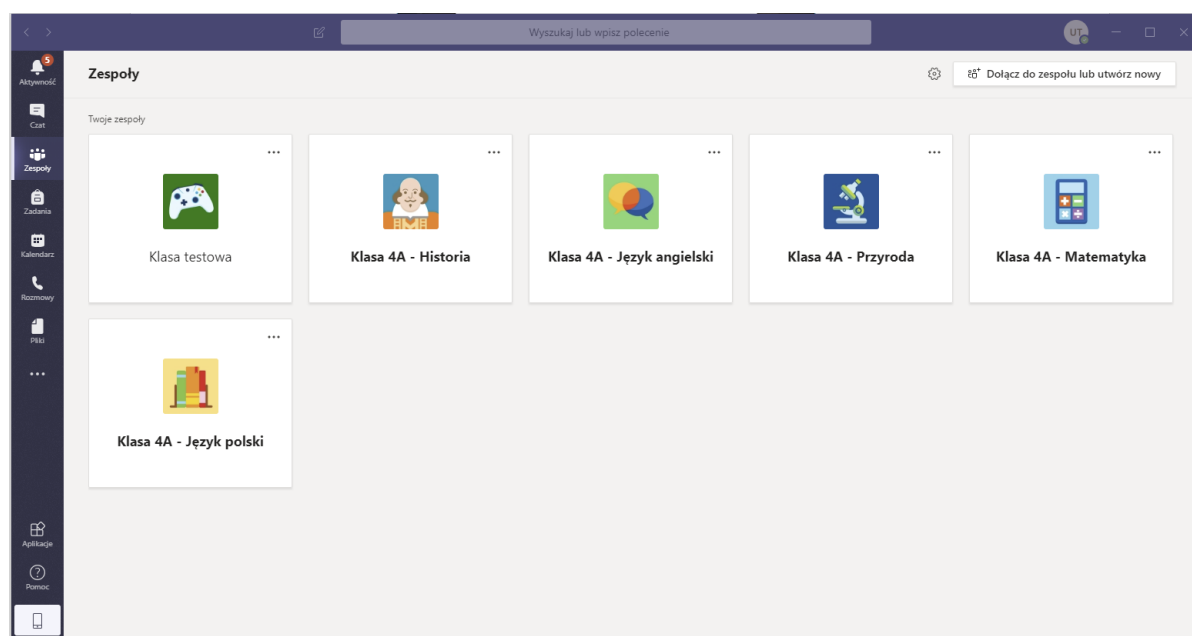 Wyszukaj lub wpisz polecenie
UT
5
Aktywność
Czat
Zespoły
Zadania
Kalendarz
Rozmowy
Pliki
Aplikacje
Pomoc
Zespoły
Dołącz do zespołu lub utwórz nowy
Twoje zespoły
Klasa testowa
Klasa 4A - Historia
Klasa 4A - Język angielski
Klasa 4A - Przyroda
Klasa 4A - Matematyka
Klasa 4A - Język polski